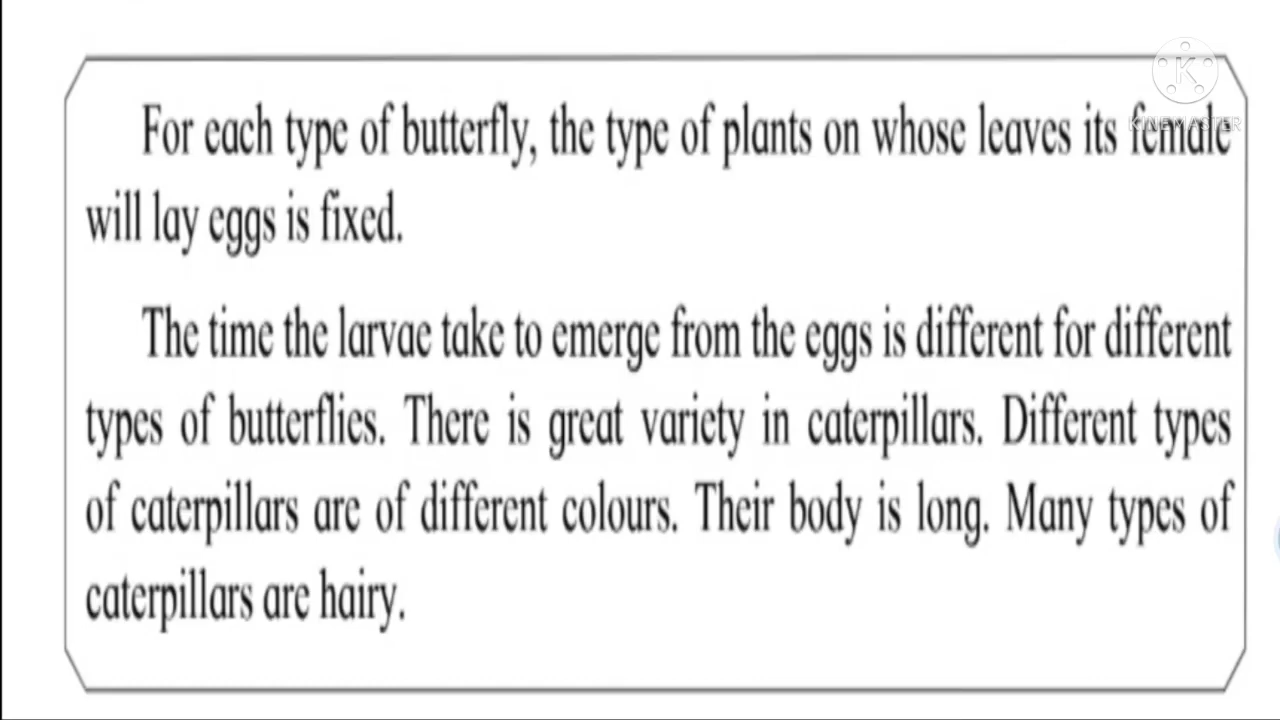 KINEMASTER
For each type of butterfly, the type of plants on whose leaves its female
will lay eggs is fixed.
The time the larvae take to emerge from the eggs is different for different
types of butterflies. There is great variety in caterpillars. Different types
of caterpillars are of different colours. Their body is long. Many types of
caterpillars are hairy.